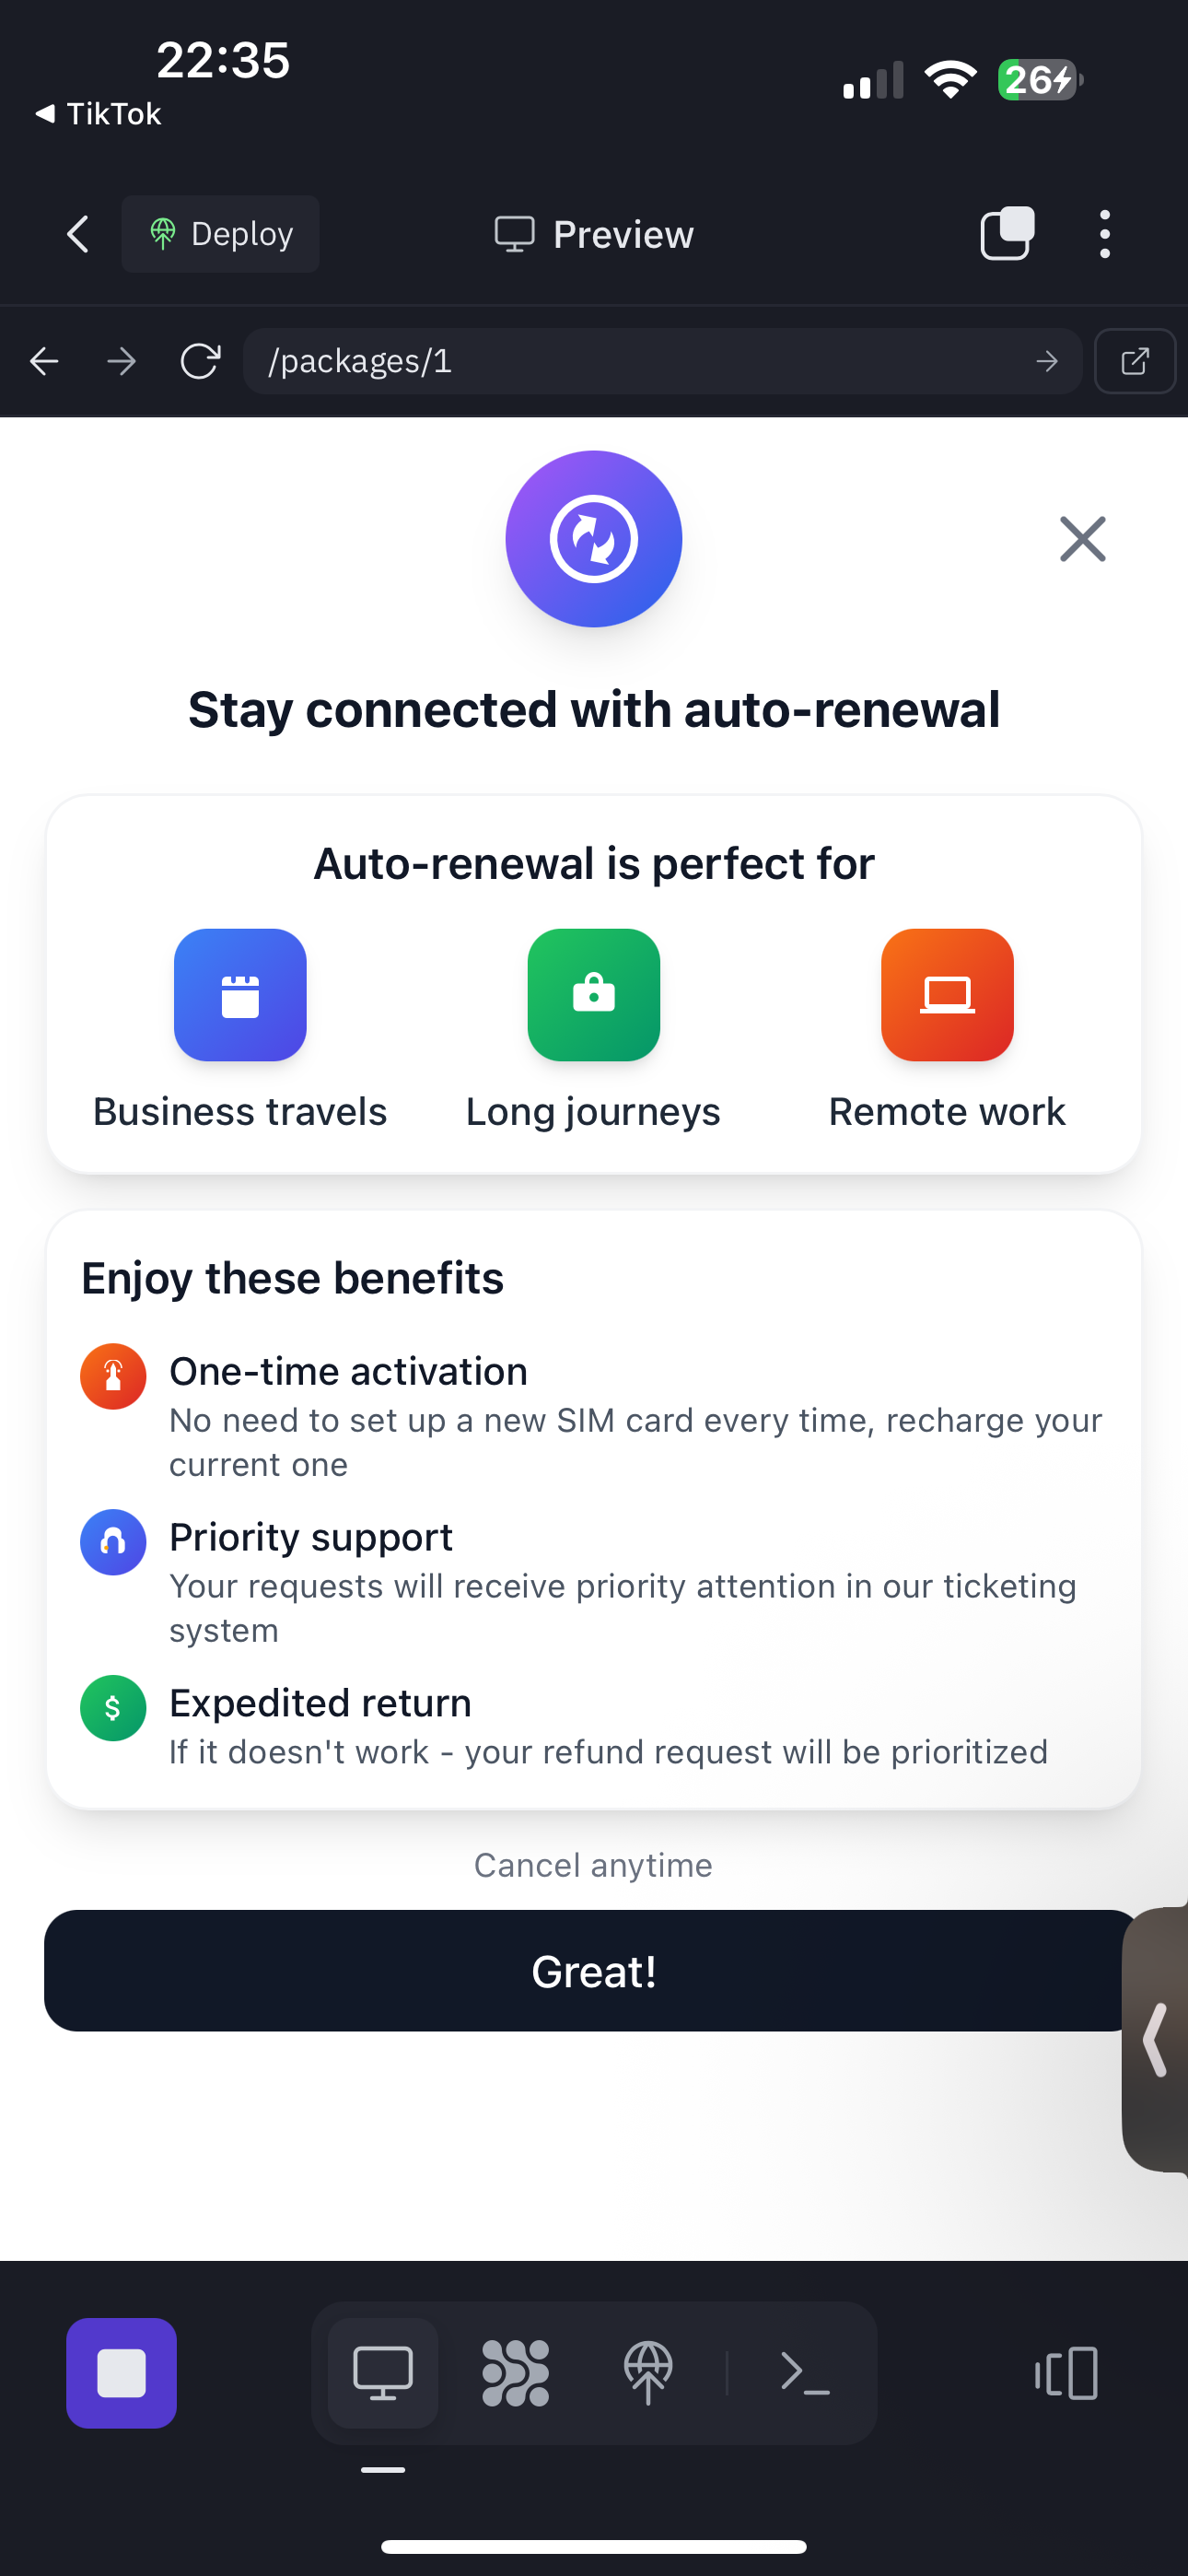 22:35
TikTok
26
Deploy
Preview
/packages/1
Stay connected with auto-renewal
Auto-renewal is perfect for
Business travels
Long journeys
Remote work
Enjoy these benefits
One-time activation
No need to set up a new SIM card every time, recharge your
current one
Priority support
Your requests will receive priority attention in our ticketing
system
$
Expedited return
If it doesn't work - your refund request will be prioritized
Cancel anytime
Great!